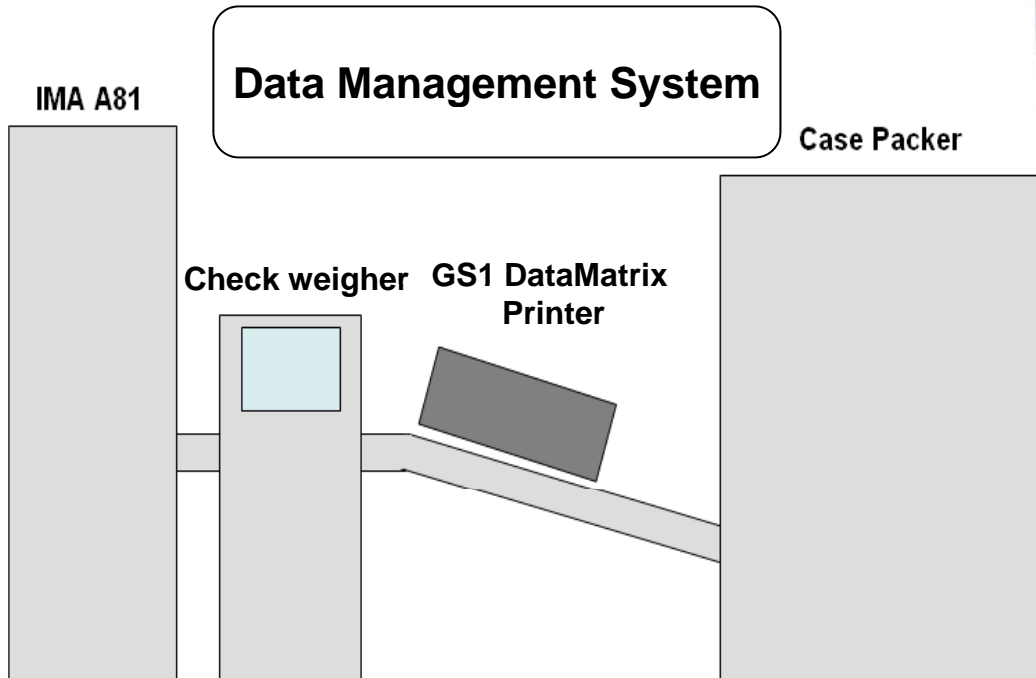 Data Management System
IMA A81
Case Packer
Check weigher
GS1 DataMatrix
Printer